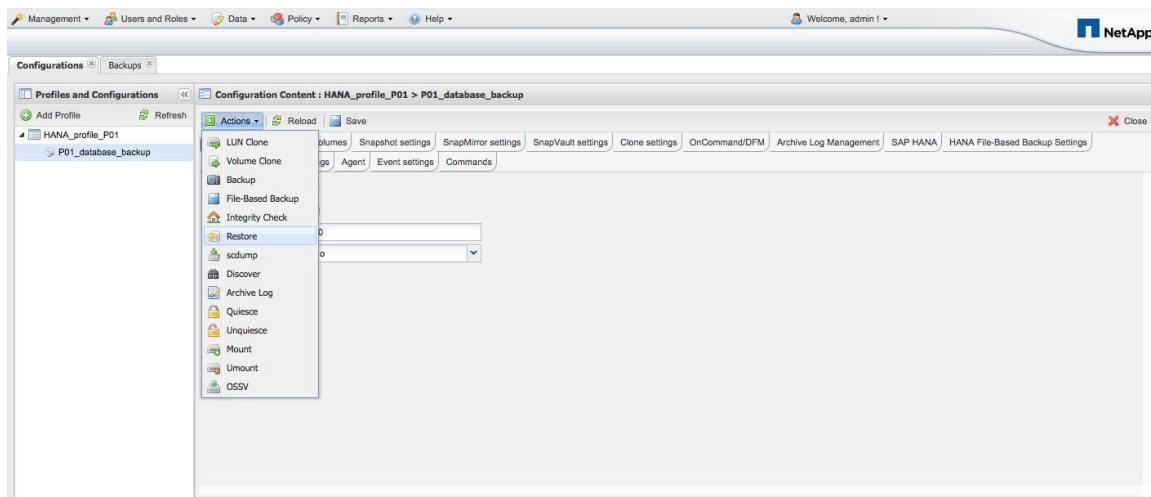 Management Users and Roles Data Policy Reports Help Welcome, admin !
NetApp
Configurations Backups
Profiles and Configurations Configuration Content : HANA_profile_P01 > P01_database_backup
Add Profile Refresh Actions Reload Save Close
HANA_profile_P01
P01_database_backup
LUN Clone
Volume Clone
Backup
File-Based Backup
Integrity Check
Restore
scdump
Discover
Archive Log
Quiesce
Unquiesce
Mount
Umount
OSSV
olumes Snapshot settings SnapMirror settings SnapVault settings Clone settings OnCommand/DFM Archive Log Management SAP HANA HANA File-Based Backup Settings
gs Agent Event settings Commands
0
o